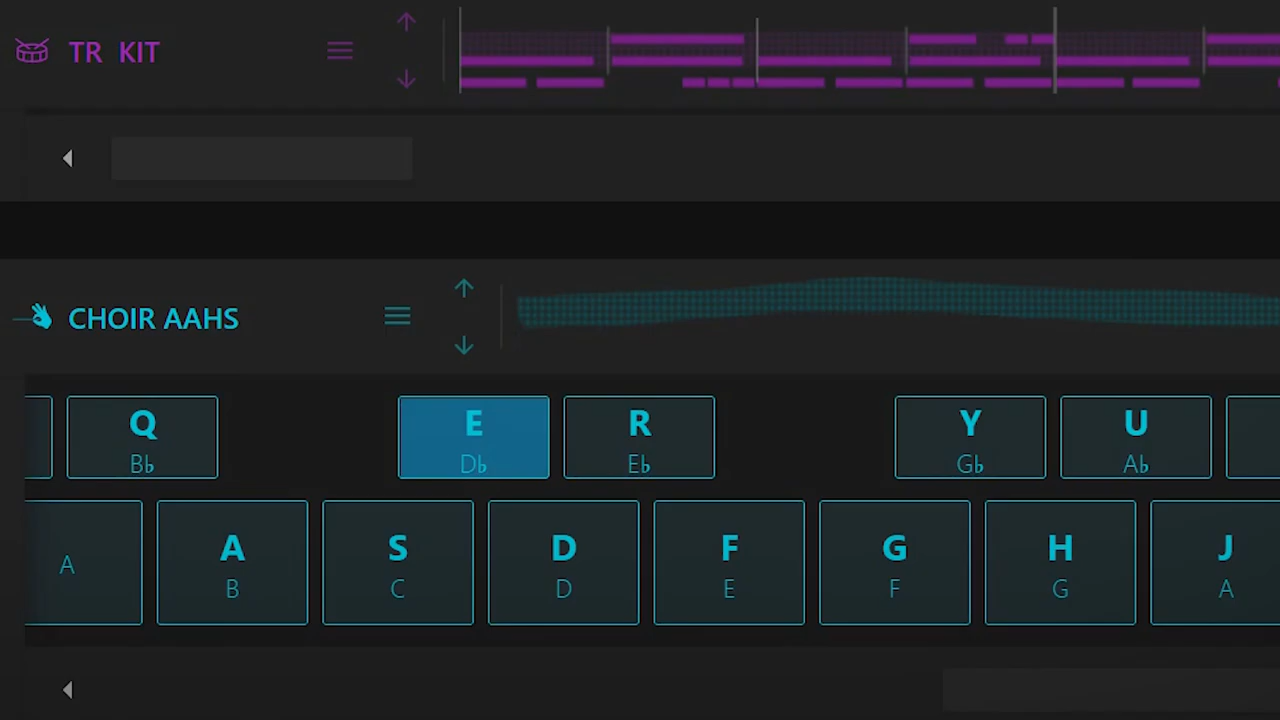 TR KIT
CHOIR AAHS
Q E R Y U
B♭ D♭ E♭ G♭ A♭
A S D F G H J
A B C D E F G A